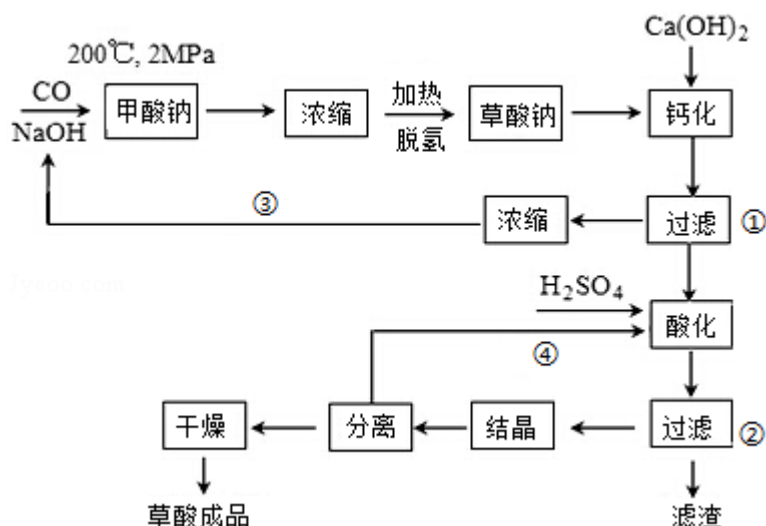 Ca(OH)₂
200℃, 2MPa
CO
NaOH
甲酸钠
浓缩
加热
脱氢
草酸钠
钙化
③
浓缩
过滤
①
H₂SO₄
酸化
④
干燥
分离
结晶
过滤
②
草酸成品
滤渣